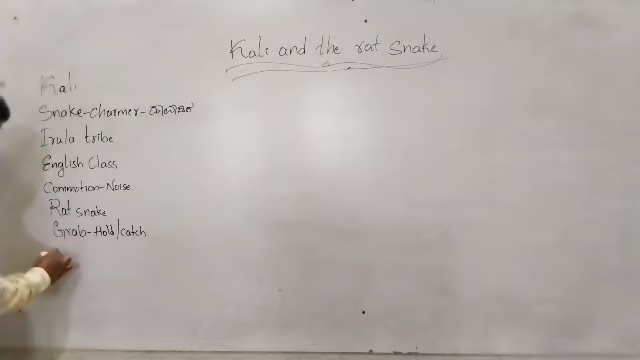 Kali and the rat snake
Kali
Snake-charmer-
Irula tribe
English Class
Commotion-Noise
Rat snake
Grab-Hold/catch